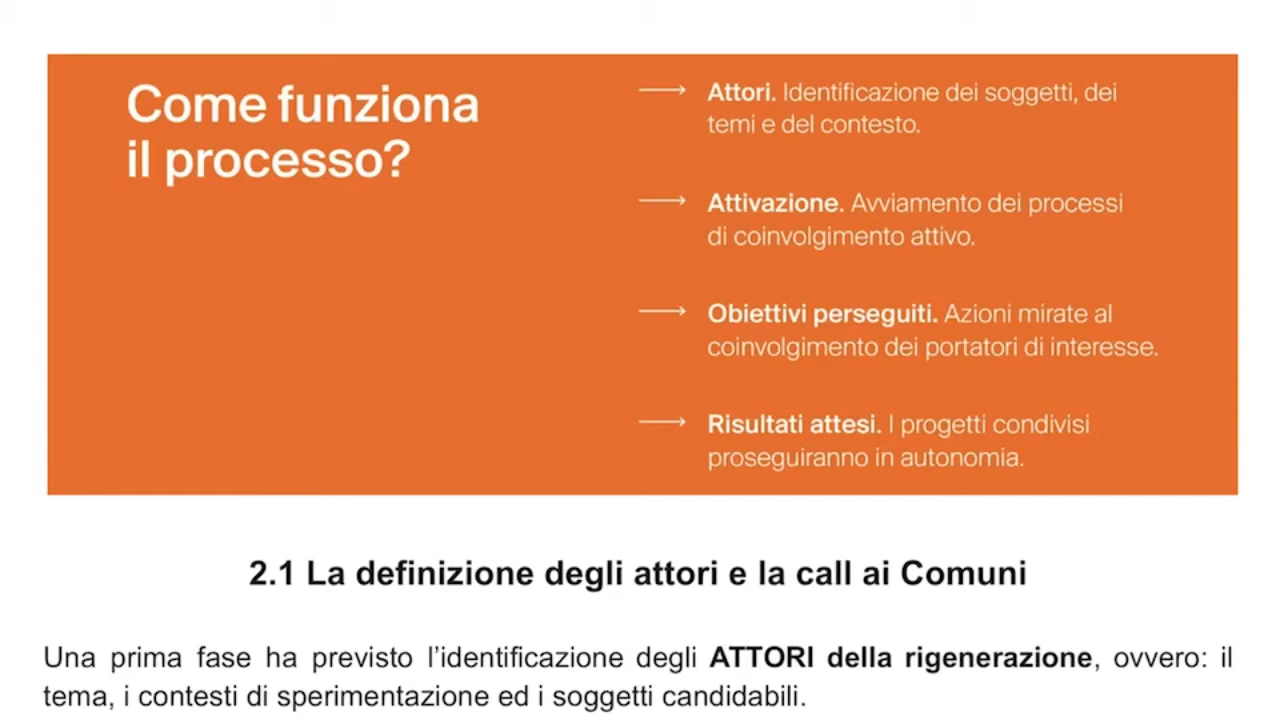 Come funziona
il processo?
Attori. Identificazione dei soggetti, dei
temi e del contesto.
Attivazione. Avviamento dei processi
di coinvolgimento attivo.
Obiettivi perseguiti. Azioni mirate al
coinvolgimento dei portatori di interesse.
Risultati attesi. I progetti condivisi
proseguiranno in autonomia.
2.1 La definizione degli attori e la call ai Comuni
Una prima fase ha previsto l’identificazione degli ATTORI della rigenerazione, ovvero: il
tema, i contesti di sperimentazione ed i soggetti candidabili.